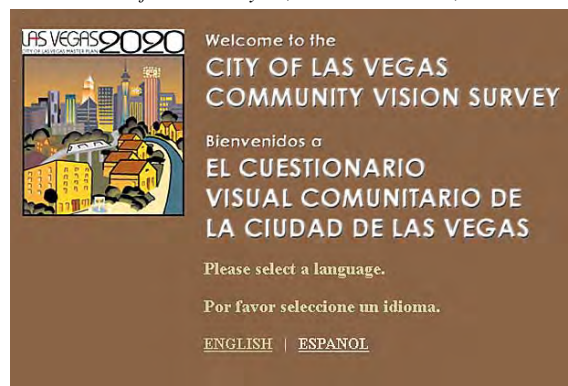 LAS VEGAS 2020
CITY OF LAS VEGAS MASTER PLAN
Welcome to the
CITY OF LAS VEGAS
COMMUNITY VISION SURVEY
Bienvenidos a
EL CUESTIONARIO
VISUAL COMUNITARIO DE
LA CIUDAD DE LAS VEGAS
Please select a language.
Por favor seleccione un idioma.
ENGLISH | ESPANOL